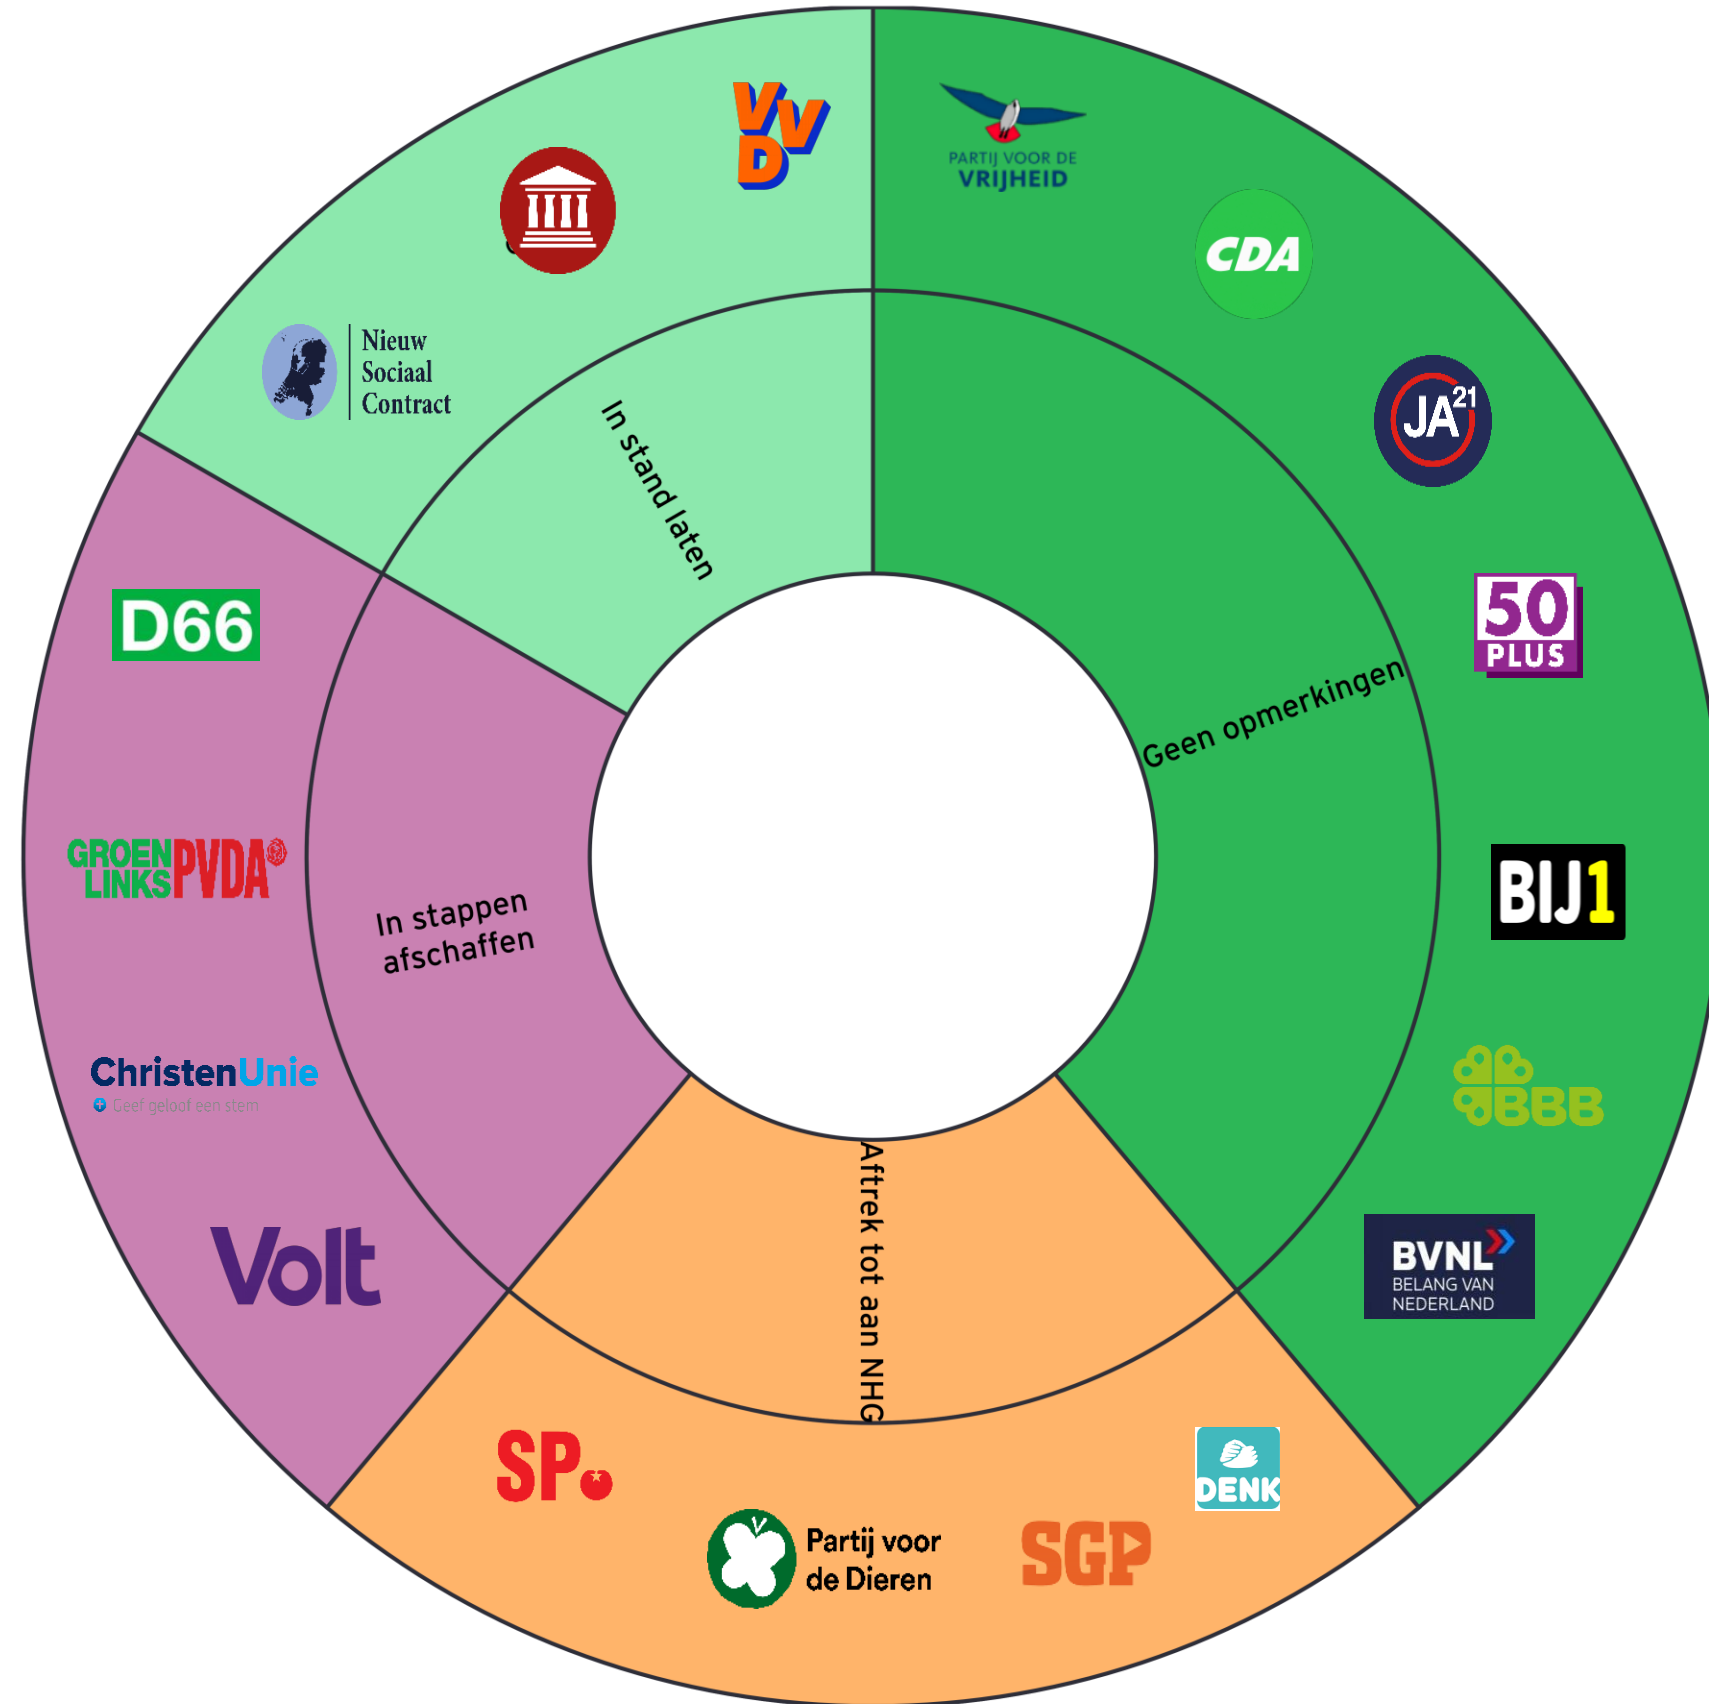 VVD
PARTIJ VOOR DE
VRIJHEID
CDA
JA21
50
PLUS
BIJ1
BBB
BVNL
BELANG VAN
NEDERLAND
DENK
SGP
Partij voor
de Dieren
SP
Volt
ChristenUnie
Geef geloof een stem
GROEN
LINKS
PVDA
D66
Nieuw
Sociaal
Contract
In stand laten
Geen opmerkingen
Aftrek tot aan NHG
In stappen
afschaffen